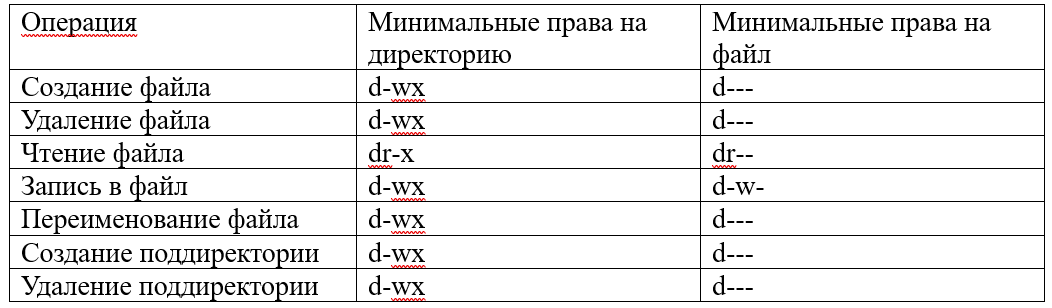 Операция
Минимальные права на
директорию
Минимальные права на
файл
Создание файла d-wx d---
Удаление файла d-wx d---
Чтение файла dr-x dr--
Запись в файл d-wx d-w-
Переименование файла d-wx d---
Создание поддиректории d-wx d---
Удаление поддиректории d-wx d---